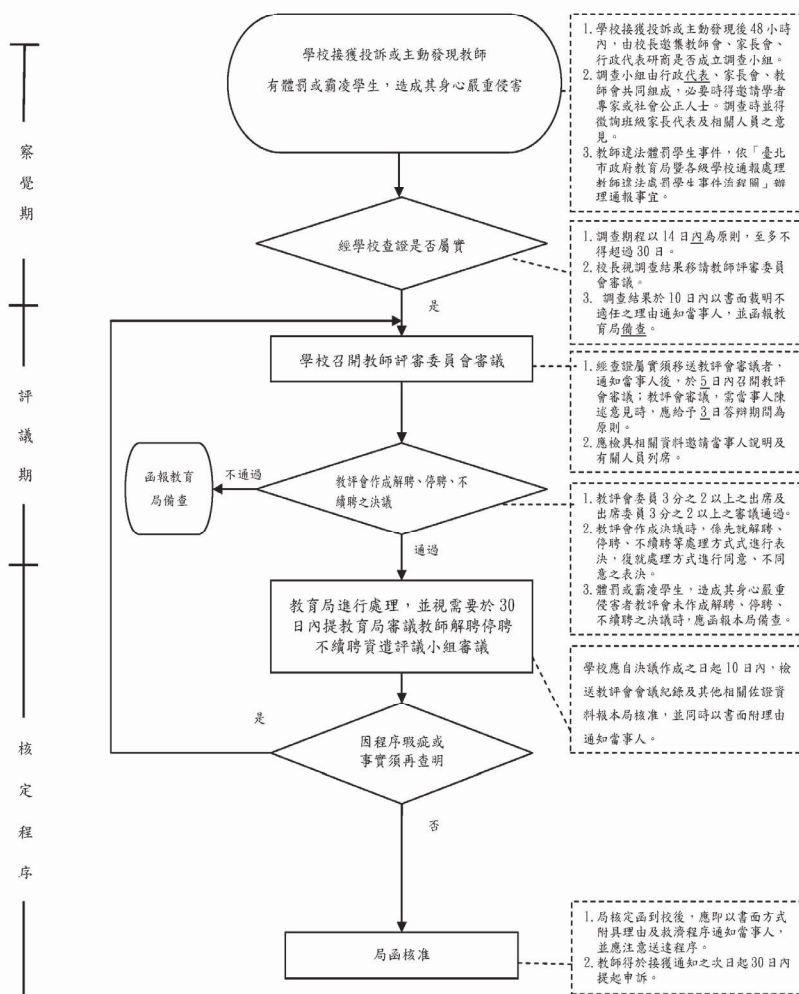 學校接獲投訴或主動發現教師
有體罰或霸凌學生，造成其身心嚴重侵害
1.學校接獲投訴或主動發現後48小時
內，由校長邀集教師會、家長會、
行政代表研商是否成立調查小組。
2.調查小組由行政代表、家長會、教
師會共同組成，必要時得邀請學者
專家或社會公正人士。調查時並得
徵詢班級家長代表及相關人員之意
見。
3.教師違法體罰學生事件，依「臺北
市政府教育局暨各級學校通報處理
教師違法處罰學生事件流程圖」辦
理通報事宜。
察覺期
經學校查證是否屬實
1.調查期程以14日內為原則，至多不
得超過30日。
2.校長視調查結果移請教師評審委員
會審議。
3. 調查結果於10日內以書面載明不
適任之理由通知當事人，並函報教
育局備查。
是
學校召開教師評審委員會審議
1.經查證屬實須移送教評會審議者，
通知當事人後，於5日內召開教評
會審議；教評會審議，需當事人陳
述意見時，應給予3日答辯期間為
原則。
2.應檢具相關資料邀請當事人說明及
有關人員列席。
評議期
函報教育
局備查
不通過
教評會作成解聘、停聘、不
續聘之決議
1.教評會委員3分之2以上之出席及
出席委員3分之2以上之審議通過。
2.教評會作成決議時，係先就解聘、
停聘、不續聘等處理方式式進行表
決，復就處理方式進行同意、不同
意之表決。
3.體罰或霸凌學生，造成其身心嚴重
侵害者教評會未作成解聘、停聘、
不續聘之決議時，應函報本局備查。
通過
教育局進行處理，並視需要於30
日內提教育局審議教師解聘停聘
不續聘資遣評議小組審議
學校應自決議作成之日起10日內，檢
送教評會會議紀錄及其他相關佐證資
料報本局核准，並同時以書面附理由
通知當事人。
是
因程序瑕疵或
事實須再查明
核定程序
否
局函核准
1.局核定函到校後，應即以書面方式
附具理由及救濟程序通知當事人，
並應注意送達程序。
2.教師得於接獲通知之次日起30日內
提起申訴。